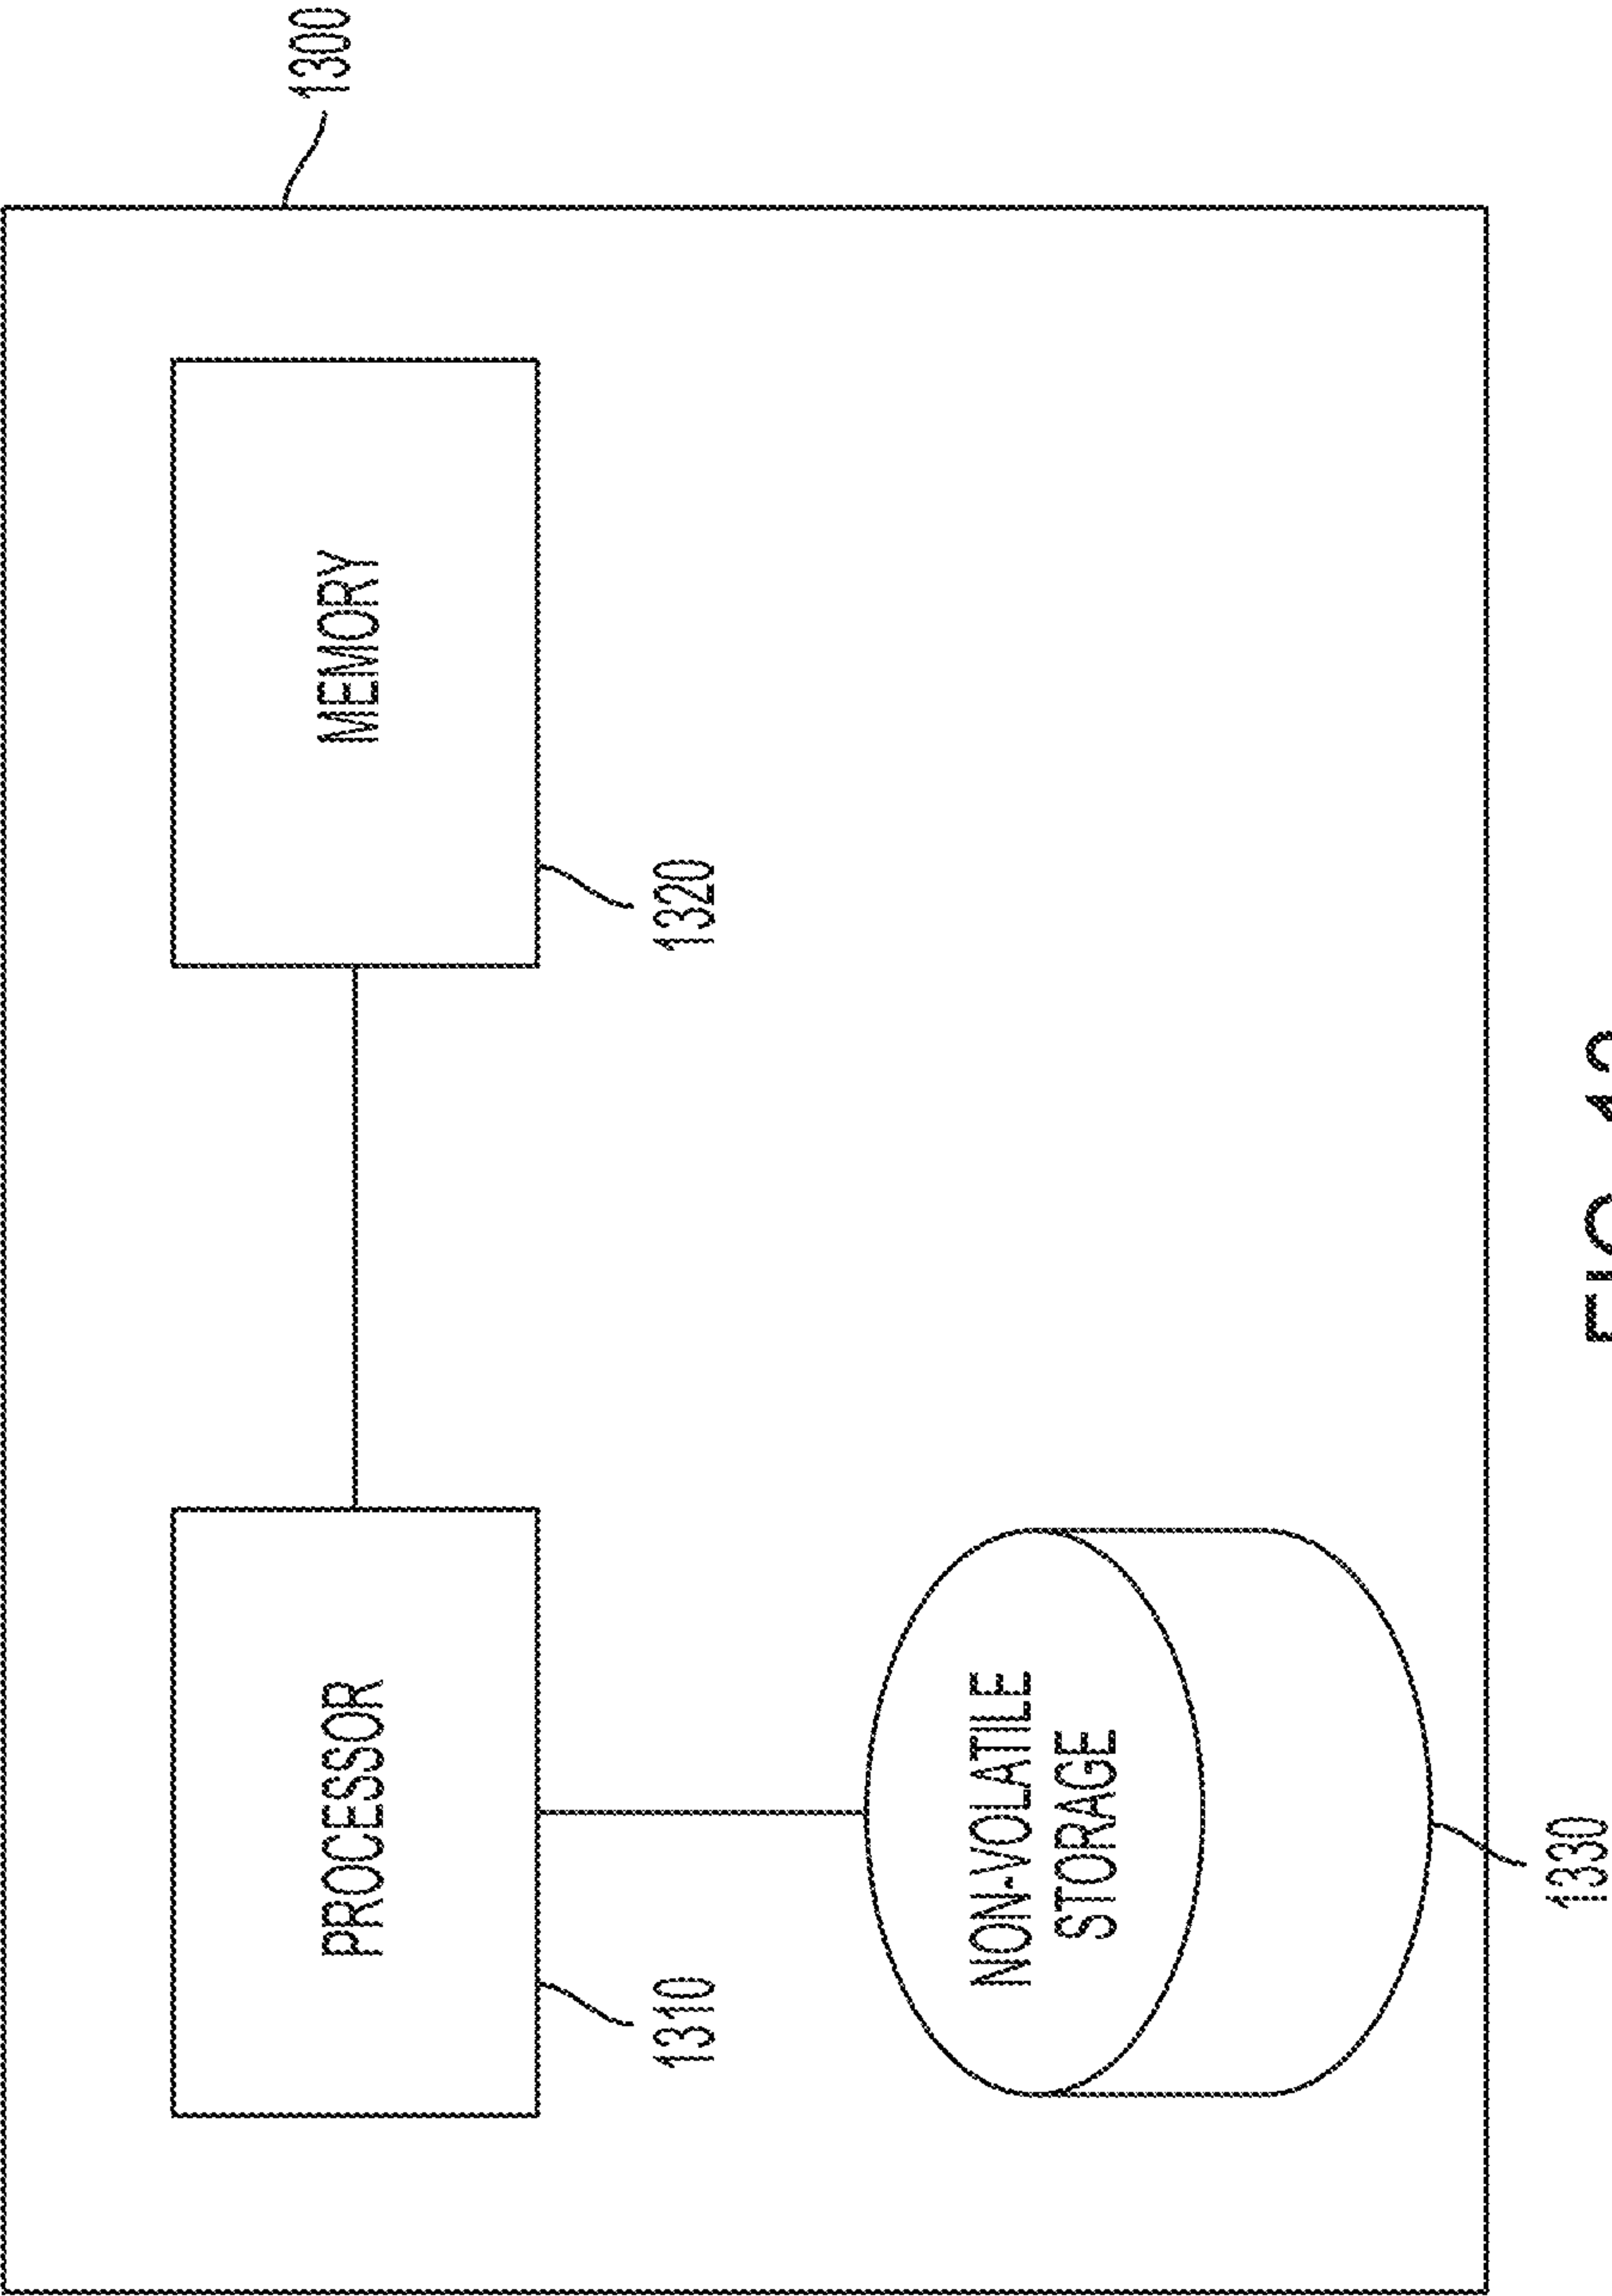 1300
PROCESSOR
MEMORY
1310
1320
NON-VOLATILE
STORAGE
1330